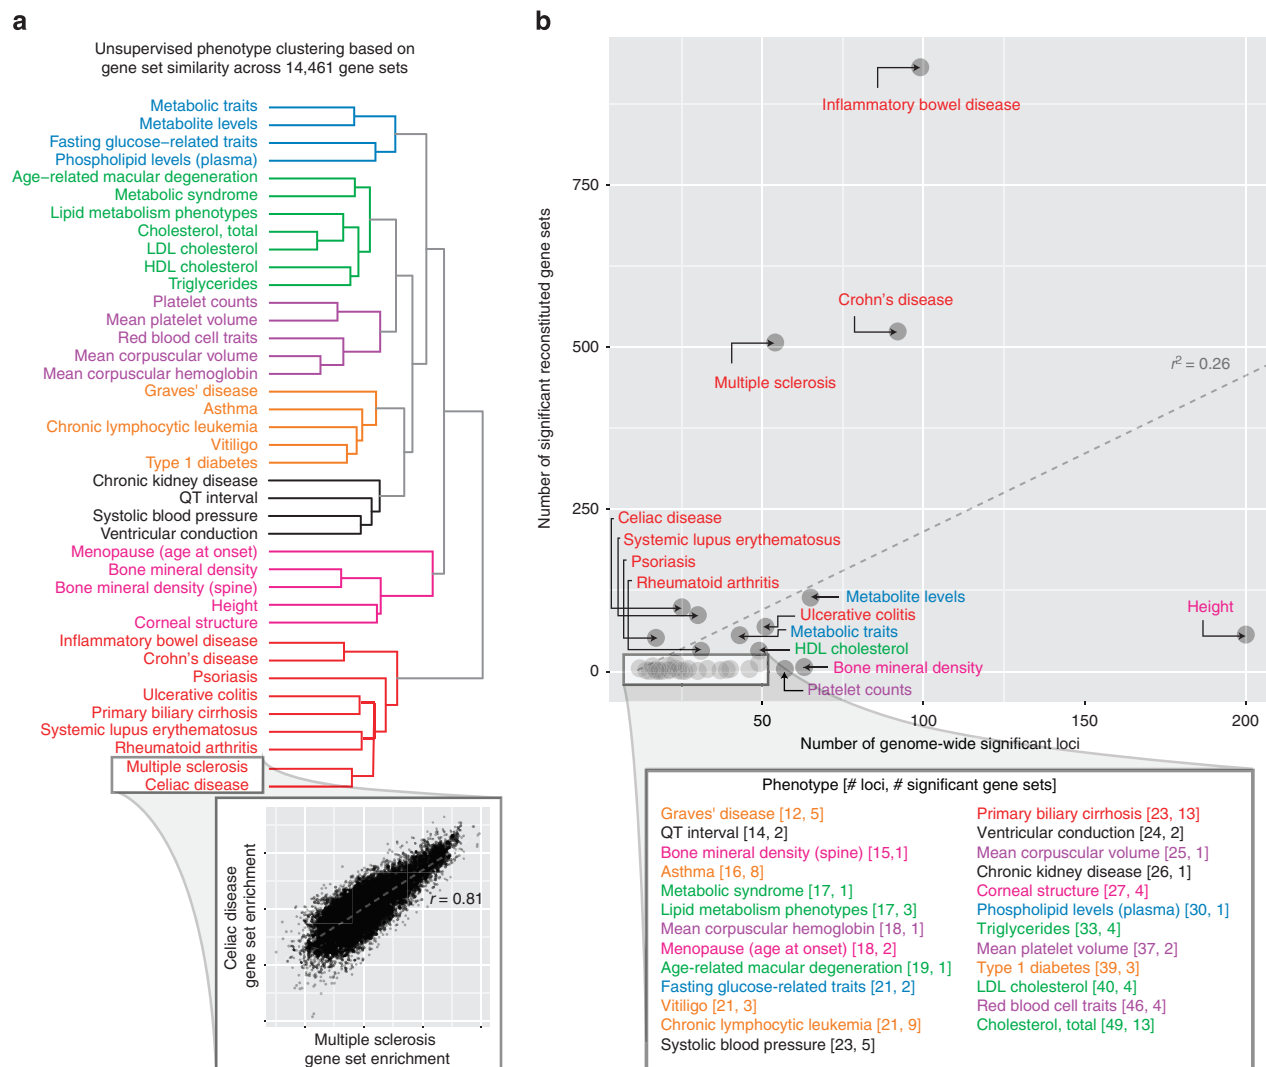 a
Unsupervised phenotype clustering based on
gene set similarity across 14,461 gene sets
Metabolic traits
Metabolite levels
Fasting glucose−related traits
Phospholipid levels (plasma)
Age−related macular degeneration
Metabolic syndrome
Lipid metabolism phenotypes
Cholesterol, total
LDL cholesterol
HDL cholesterol
Triglycerides
Platelet counts
Mean platelet volume
Red blood cell traits
Mean corpuscular volume
Mean corpuscular hemoglobin
Graves' disease
Asthma
Chronic lymphocytic leukemia
Vitiligo
Type 1 diabetes
Chronic kidney disease
QT interval
Systolic blood pressure
Ventricular conduction
Menopause (age at onset)
Bone mineral density
Bone mineral density (spine)
Height
Corneal structure
Inflammatory bowel disease
Crohn's disease
Psoriasis
Ulcerative colitis
Primary biliary cirrhosis
Systemic lupus erythematosus
Rheumatoid arthritis
Multiple sclerosis
Celiac disease
Celiac disease
gene set enrichment
r = 0.81
Multiple sclerosis
gene set enrichment
b
Number of significant reconstituted gene sets
750
500
250
0
Inflammatory bowel disease
Crohn's disease
Multiple sclerosis
r² = 0.26
Celiac disease
Systemic lupus erythematosus
Psoriasis
Rheumatoid arthritis
Metabolite levels
Ulcerative colitis
Metabolic traits
HDL cholesterol
Bone mineral density
Platelet counts
Height
50
100
150
200
Number of genome-wide significant loci
Phenotype [# loci, # significant gene sets]
Graves' disease [12, 5]
QT interval [14, 2]
Bone mineral density (spine) [15,1]
Asthma [16, 8]
Metabolic syndrome [17, 1]
Lipid metabolism phenotypes [17, 3]
Mean corpuscular hemoglobin [18, 1]
Menopause (age at onset) [18, 2]
Age-related macular degeneration [19, 1]
Fasting glucose-related traits [21, 2]
Vitiligo [21, 3]
Chronic lymphocytic leukemia [21, 9]
Systolic blood pressure [23, 5]
Primary biliary cirrhosis [23, 13]
Ventricular conduction [24, 2]
Mean corpuscular volume [25, 1]
Chronic kidney disease [26, 1]
Corneal structure [27, 4]
Phospholipid levels (plasma) [30, 1]
Triglycerides [33, 4]
Mean platelet volume [37, 2]
Type 1 diabetes [39, 3]
LDL cholesterol [40, 4]
Red blood cell traits [46, 4]
Cholesterol, total [49, 13]